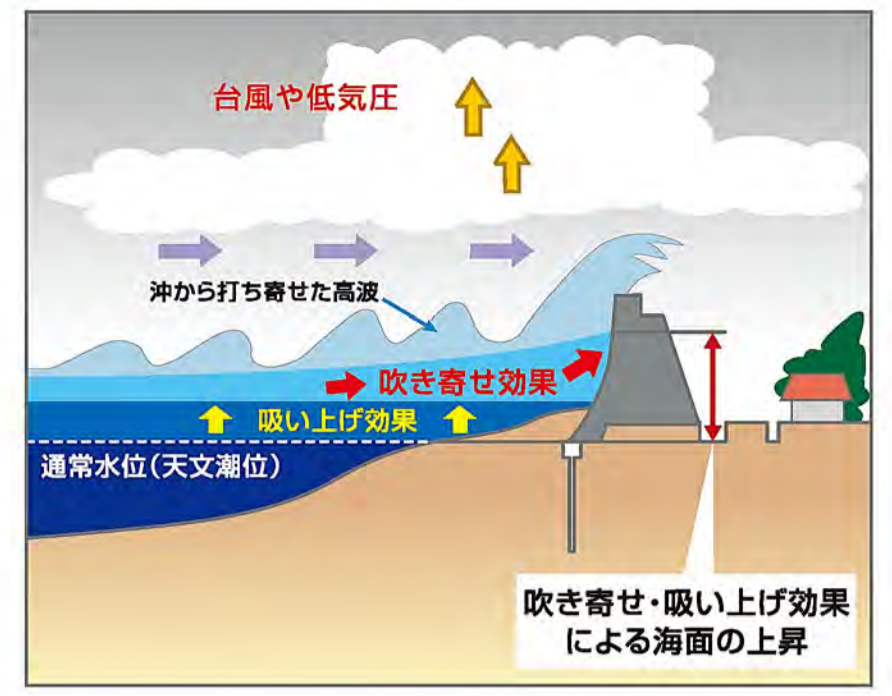 台風や低気圧
沖から打ち寄せた高波
吹き寄せ効果
吸い上げ効果
通常水位(天文潮位)
吹き寄せ・吸い上げ効果
による海面の上昇